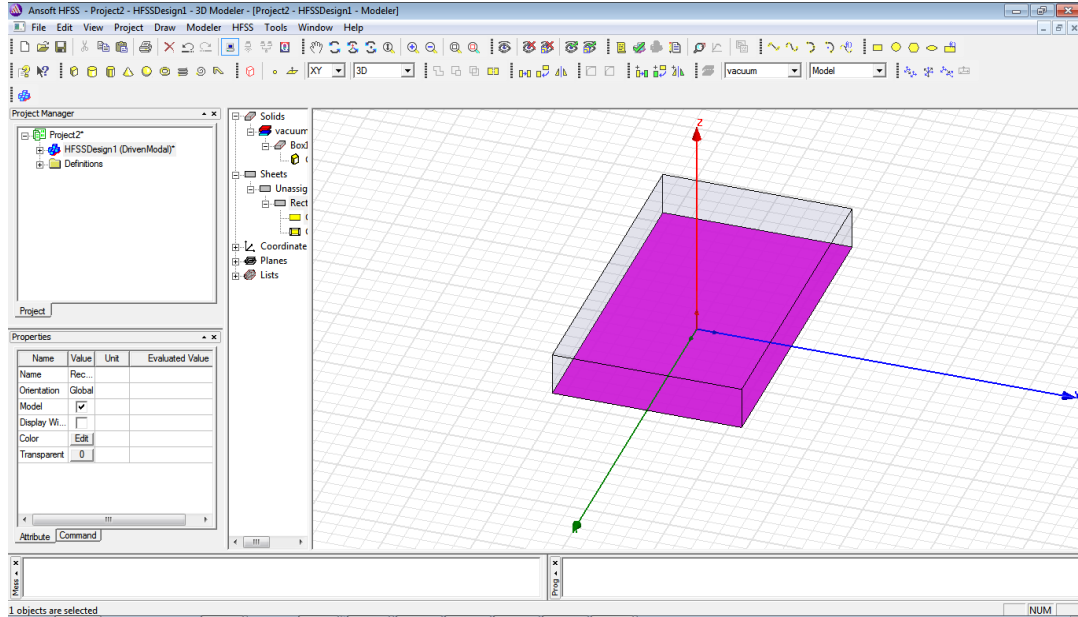 Ansoft HFSS - Project2 - HFSSDesign1 - 3D Modeler - [Project2 - HFSSDesign1 - Modeler]
File Edit View Project Draw Modeler HFSS Tools Window Help
XY 3D vacuum Model
Project Manager
Project2*
HFSSDesign1 (DrivenModal)*
Definitions
Project
Solids
vacuum
Sheets
Unassig
Rect
Coordinate
Planes
Lists
Z
Properties
Name Value Unit Evaluated Value
Name Rec...
Orientation Global
Model
Display Wi...
Color Edit
Transparent 0
Attribute Command
Mess
Prog
1 objects are selected
NUM